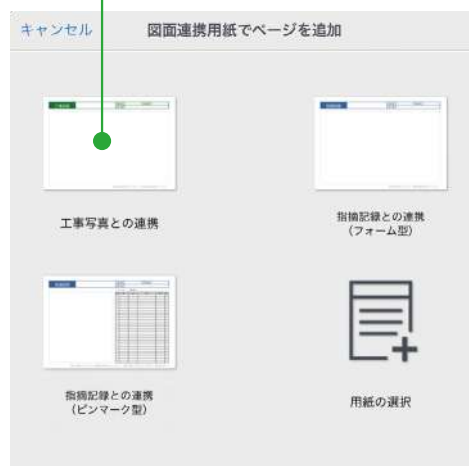 キャンセル
図面連携用紙でページを追加
工事写真との連携
指摘記録との連携
(フォーム型)
指摘記録との連携
(ピンマーク型)
用紙の選択